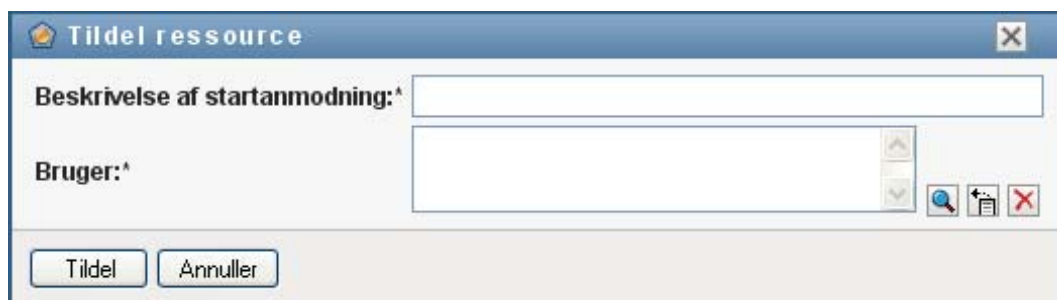 Tildel ressource
Beskrivelse af startanmodning:*
Bruger:*
Tildel Annuller